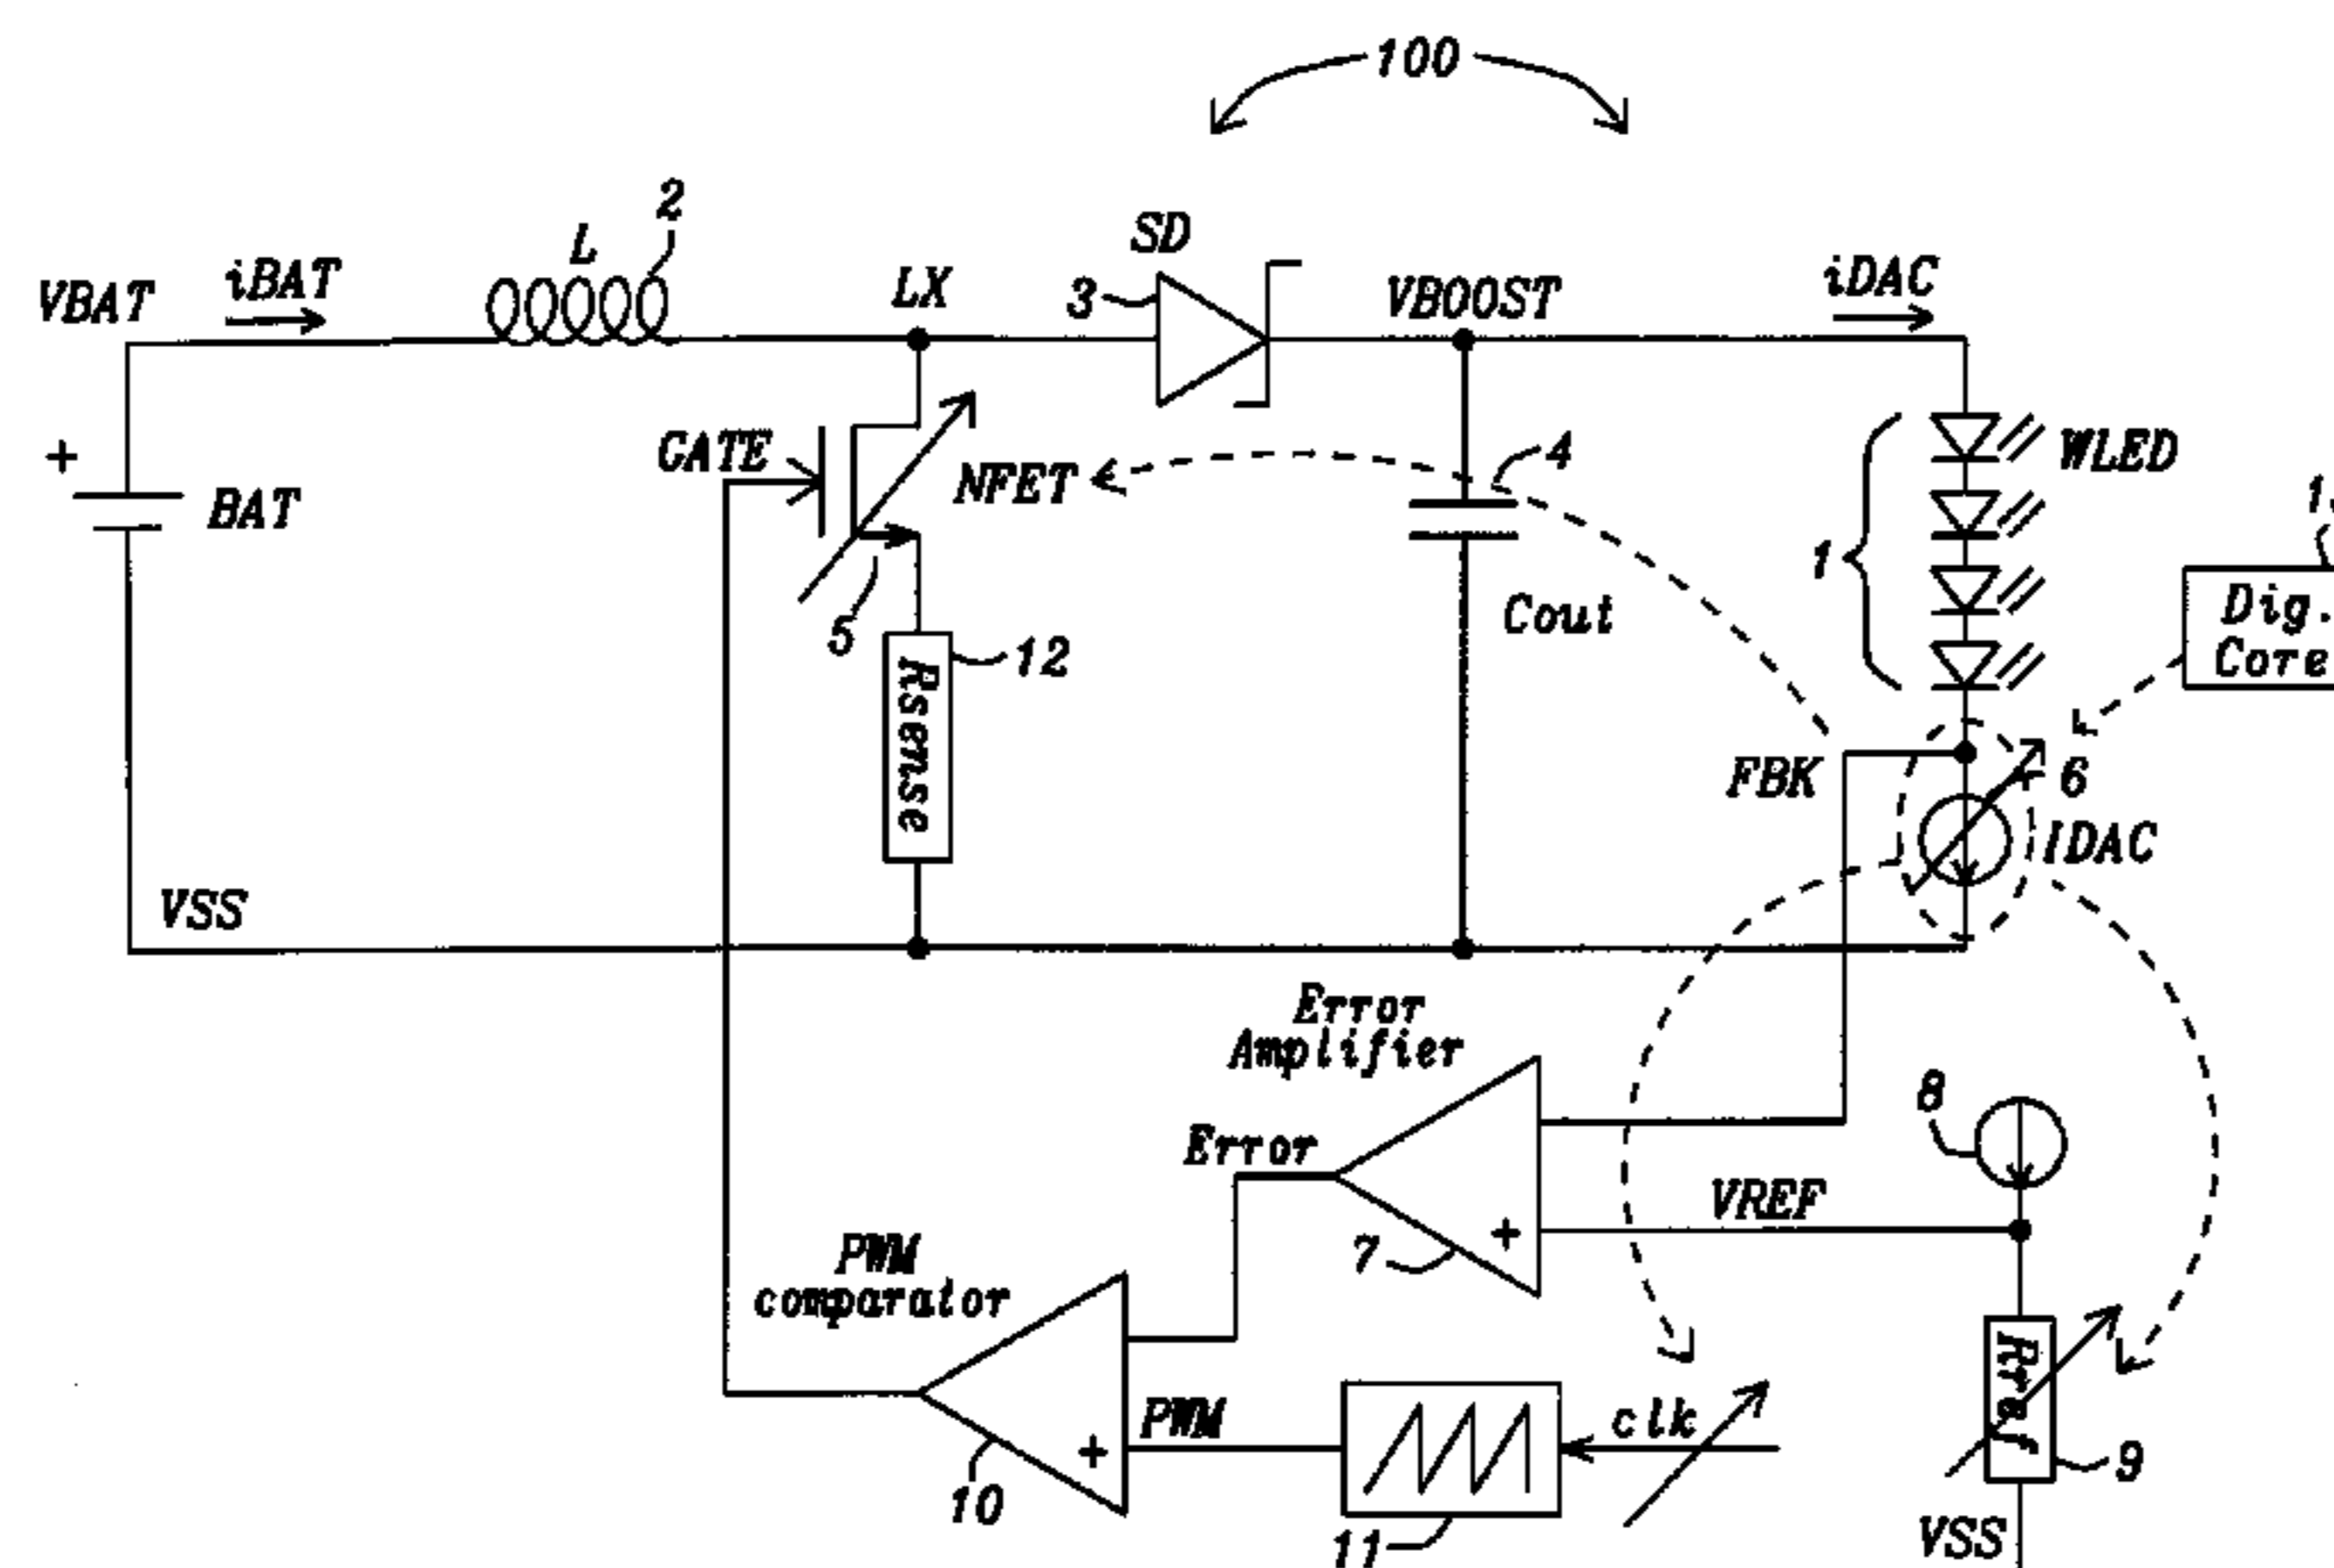 100
2
SD
L
VBAT
iBAT
LX
3
VBOOST
iDAC
GATE
NFET
4
WLED
+
BAT
1
Dig.
Core
5
12
Rsense
Cout
FBK
6
IDAC
VSS
Error
Amplifier
8
Error
VREF
+
7
PWM
comparator
Rref
PWM
clk
+
9
10
11
VSS